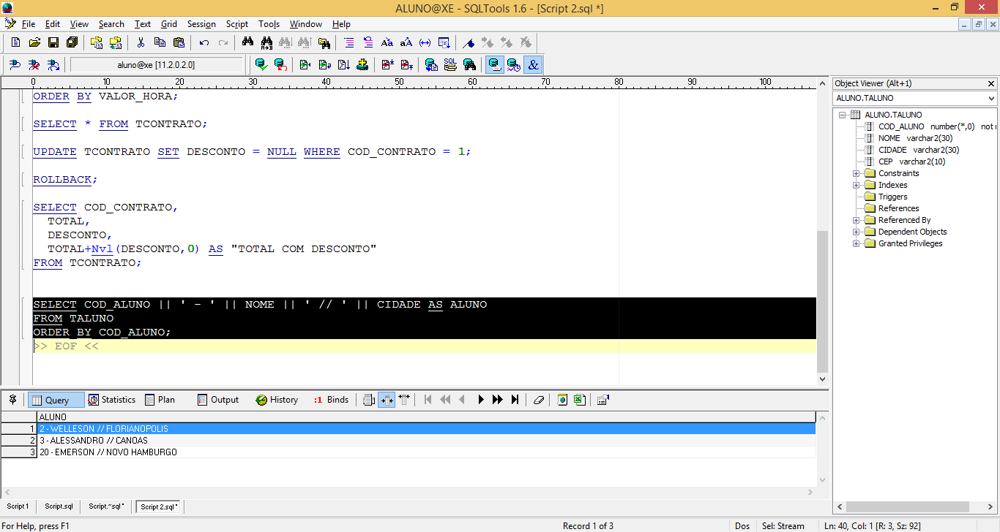 ALUNO@XE - SQLTools 1.6 - [Script 2.sql *]
File Edit View Search Text Grid Session Script Tools Window Help
aluno@xe [11.2.0.2.0]
SQL
&
0 10 20 30 40 50 60 70 80 90 100
ORDER BY VALOR_HORA;
SELECT * FROM TCONTRATO;
UPDATE TCONTRATO SET DESCONTO = NULL WHERE COD_CONTRATO = 1;
ROLLBACK;
SELECT COD_CONTRATO,
TOTAL,
DESCONTO,
TOTAL+Nvl(DESCONTO,0) AS "TOTAL COM DESCONTO"
FROM TCONTRATO;
SELECT COD_ALUNO || ' - ' || NOME || ' // ' || CIDADE AS ALUNO
FROM TALUNO
ORDER BY COD_ALUNO;
>> EOF <<
Object Viewer (Alt+1)
ALUNO.TALUNO
ALUNO.TALUNO
COD_ALUNO number(*,0) not
NOME varchar2(30)
CIDADE varchar2(30)
CEP varchar2(10)
Constraints
Indexes
Triggers
References
Referenced By
Dependent Objects
Granted Privileges
Query Statistics Plan Output History :1 Binds
ALUNO
1 2 - WELLESON // FLORIANOPOLIS
2 3 - ALESSANDRO // CANOAS
3 20 - EMERSON // NOVO HAMBURGO
Script 1 Script.sql Script.~sql * Script 2.sql *
For Help, press F1 Record 1 of 3 Dos Sel: Stream Ln: 40, Col: 1 [R: 3, Sz: 92]